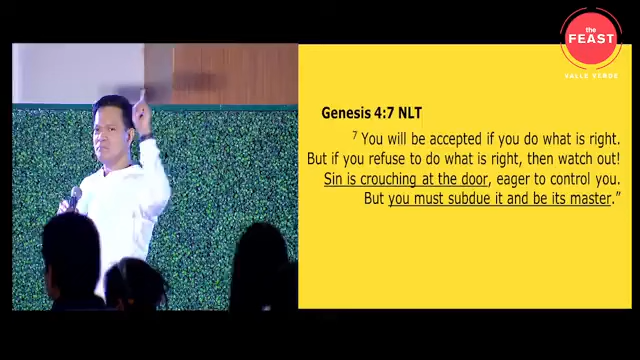 the
FEAST
VALLE VERDE
Genesis 4:7 NLT
7 You will be accepted if you do what is right.
But if you refuse to do what is right, then watch out!
Sin is crouching at the door, eager to control you.
But you must subdue it and be its master.”